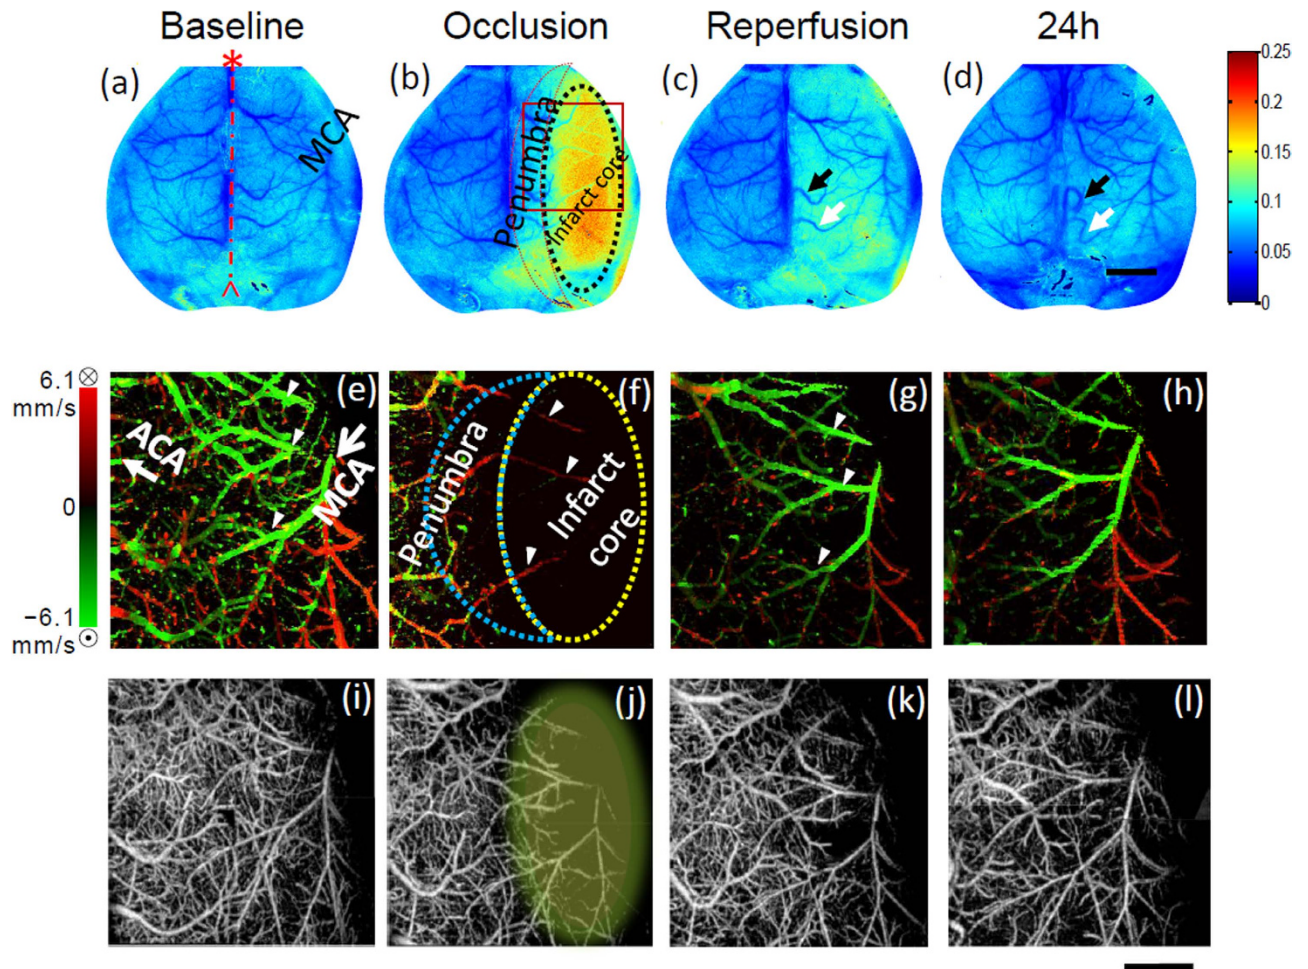 Baseline Occlusion Reperfusion 24h
(a) (b) (c) (d)
*
MCA
Penumbra
Infarct core
0.25
0.2
0.15
0.1
0.05
0
6.1
mm/s
0
−6.1
mm/s
(e) (f) (g) (h)
ACA
MCA
Penumbra
Infarct
core
(i) (j) (k) (l)